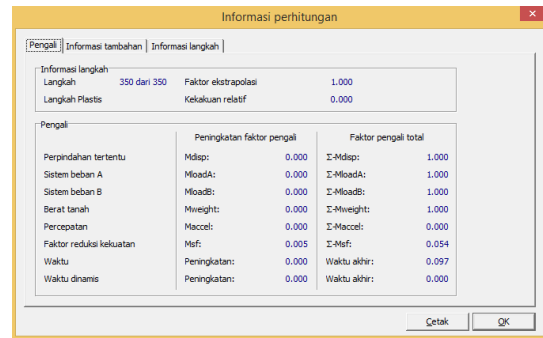 Informasi perhitungan
Pengali Informasi tambahan Informasi langkah
Informasi langkah
Langkah 350 dari 350 Faktor ekstrapolasi 1.000
Langkah Plastis Kekakuan relatif 0.000
Pengali
Peningkatan faktor pengali Faktor pengali total
Perpindahan tertentu Mdisp: 0.000 Σ-Mdisp: 1.000
Sistem beban A MloadA: 0.000 Σ-MloadA: 1.000
Sistem beban B MloadB: 0.000 Σ-MloadB: 1.000
Berat tanah Mweight: 0.000 Σ-Mweight: 1.000
Percepatan Maccel: 0.000 Σ-Maccel: 0.000
Faktor reduksi kekuatan Msf: 0.005 Σ-Msf: 0.054
Waktu Peningkatan: 0.000 Waktu akhir: 0.097
Waktu dinamis Peningkatan: 0.000 Waktu akhir: 0.000
Cetak OK